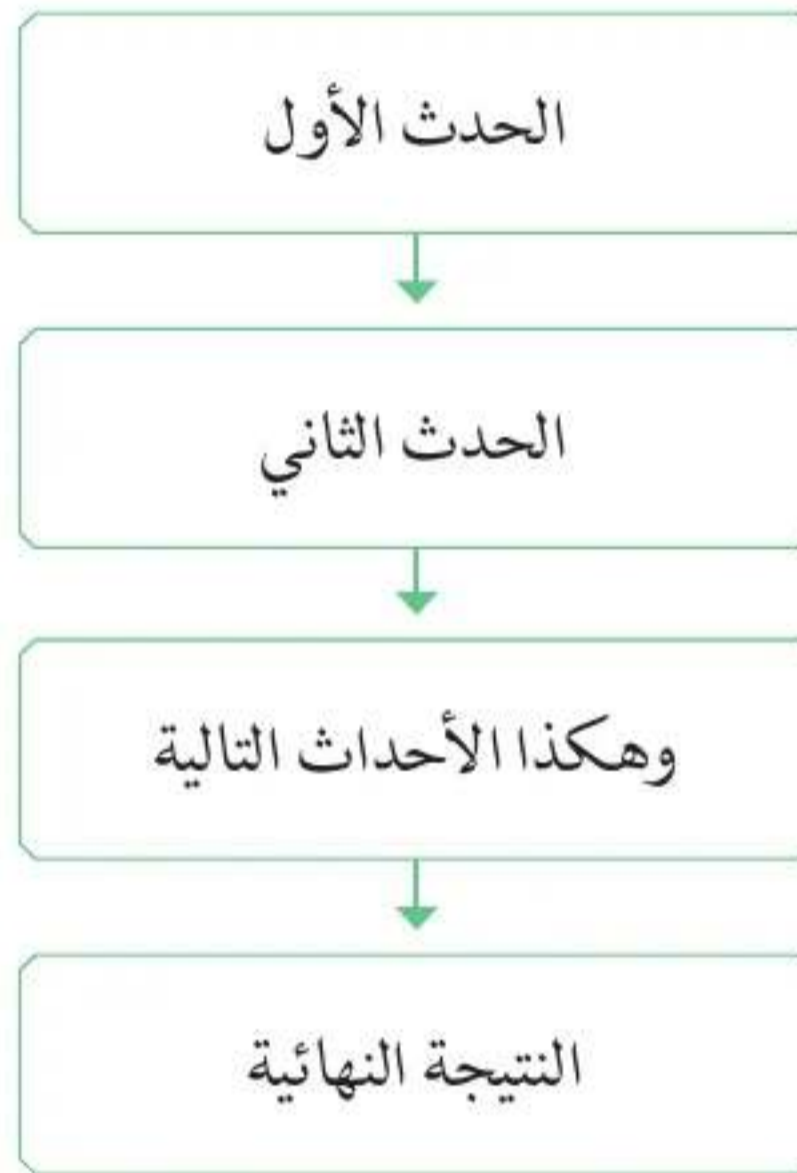 الحدث الأول
الحدث الثاني
وهكذا الأحداث التالية
النتيجة النهائية